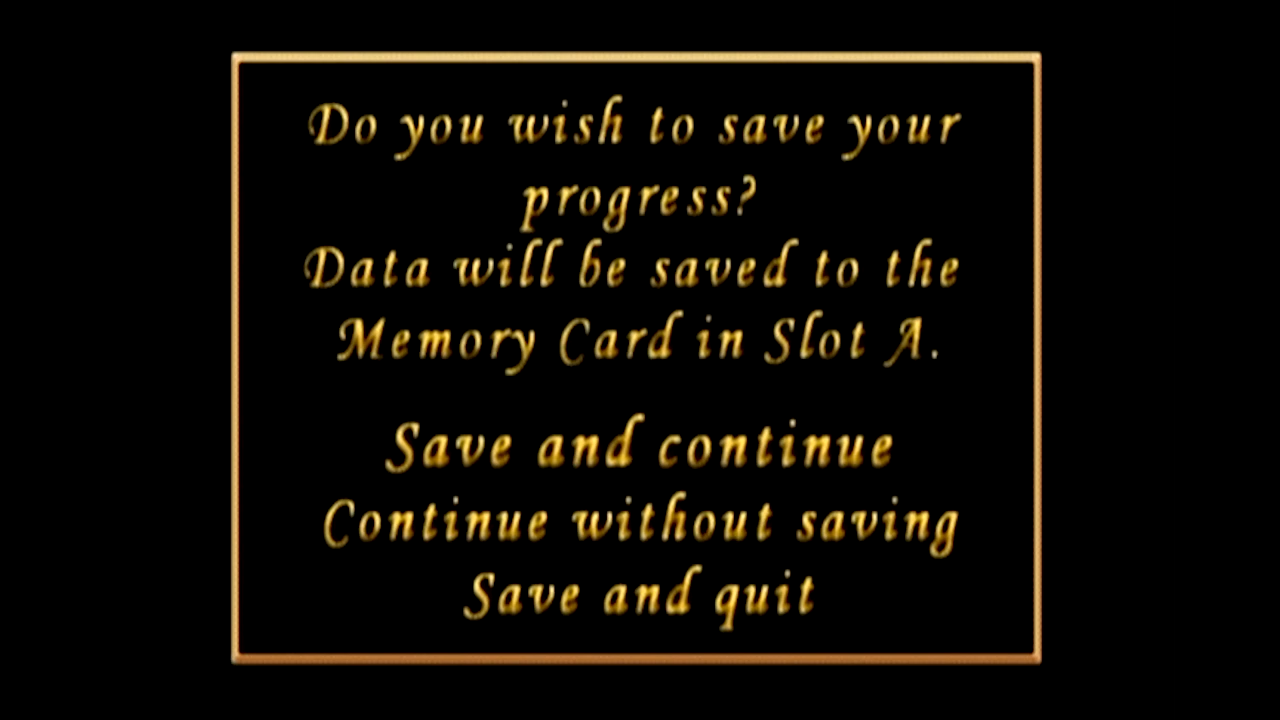 Do you wish to save your
progress?
Data will be saved to the
Memory Card in Slot A.
Save and continue
Continue without saving
Save and quit